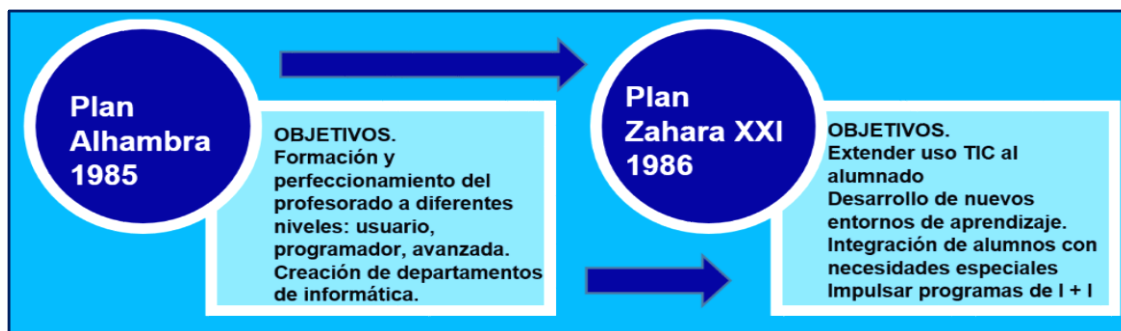 Plan
Alhambra
1985
OBJETIVOS.
Formación y
perfeccionamiento del
profesorado a diferentes
niveles: usuario,
programador, avanzada.
Creación de departamentos
de informática.
Plan
Zahara XXI
1986
OBJETIVOS.
Extender uso TIC al
alumnado
Desarrollo de nuevos
entornos de aprendizaje.
Integración de alumnos con
necesidades especiales
Impulsar programas de I + I